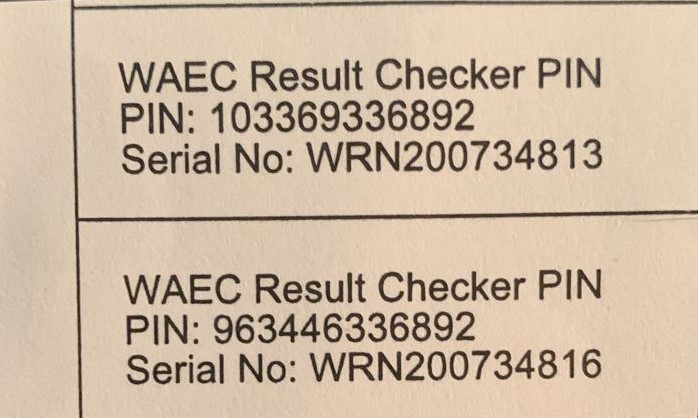 WAEC Result Checker PIN
PIN: 103369336892
Serial No: WRN200734813
WAEC Result Checker PIN
PIN: 963446336892
Serial No: WRN200734816